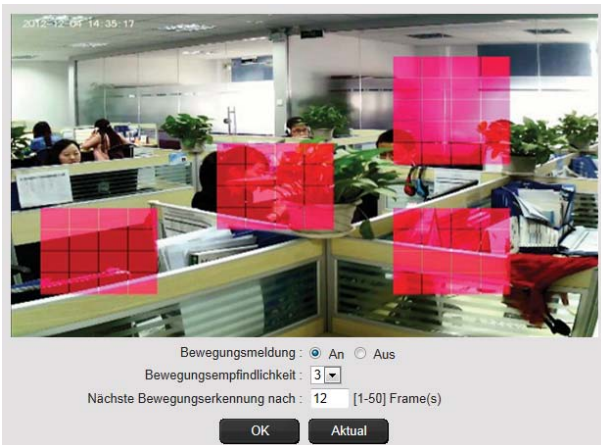 2012-12-04 14:35:17
Bewegungsmeldung : An Aus
Bewegungsempfindlichkeit : 3
Nächste Bewegungserkennung nach : 12 [1-50] Frame(s)
OK Aktual